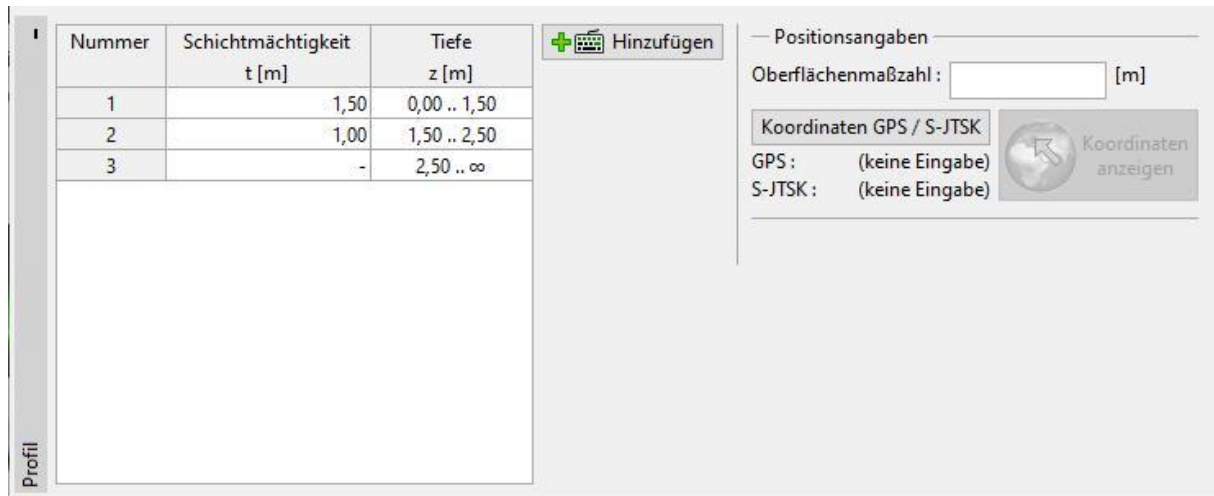 Nummer Schichtmächtigkeit Tiefe
t [m] z [m]
1 1,50 0,00 .. 1,50
2 1,00 1,50 .. 2,50
3 - 2,50 .. ∞
Hinzufügen
Positionsangaben
Oberflächenmaßzahl : [m]
Koordinaten GPS / S-JTSK
GPS : (keine Eingabe)
S-JTSK : (keine Eingabe)
Koordinaten
anzeigen
Profil